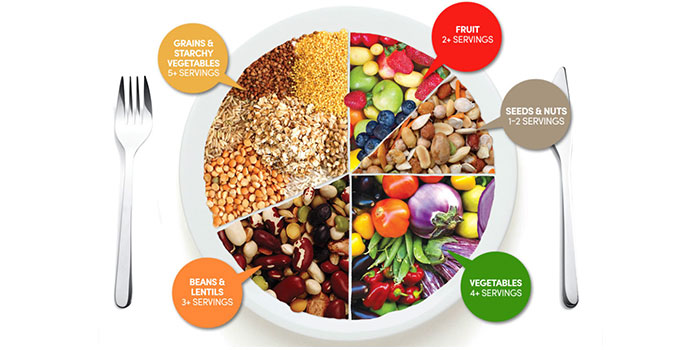 GRAINS &
STARCHY
VEGETABLES
5+ SERVINGS
FRUIT
2+ SERVINGS
SEEDS & NUTS
1-2 SERVINGS
BEANS &
LENTILS
3+ SERVINGS
VEGETABLES
4+ SERVINGS